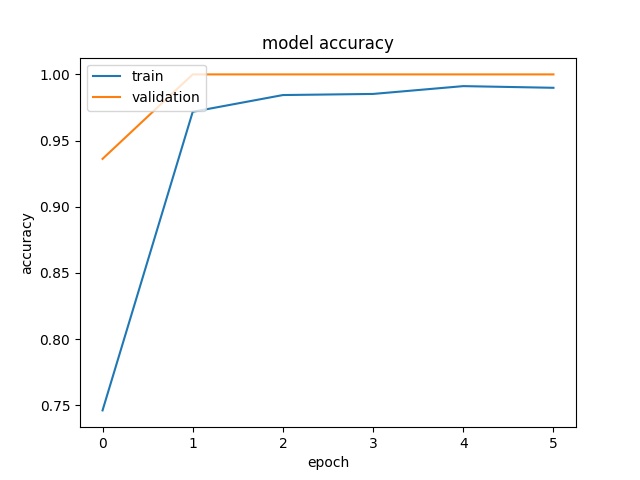 model accuracy
train
validation
1.00
0.95
0.90
0.85
0.80
0.75
accuracy
0 1 2 3 4 5
epoch